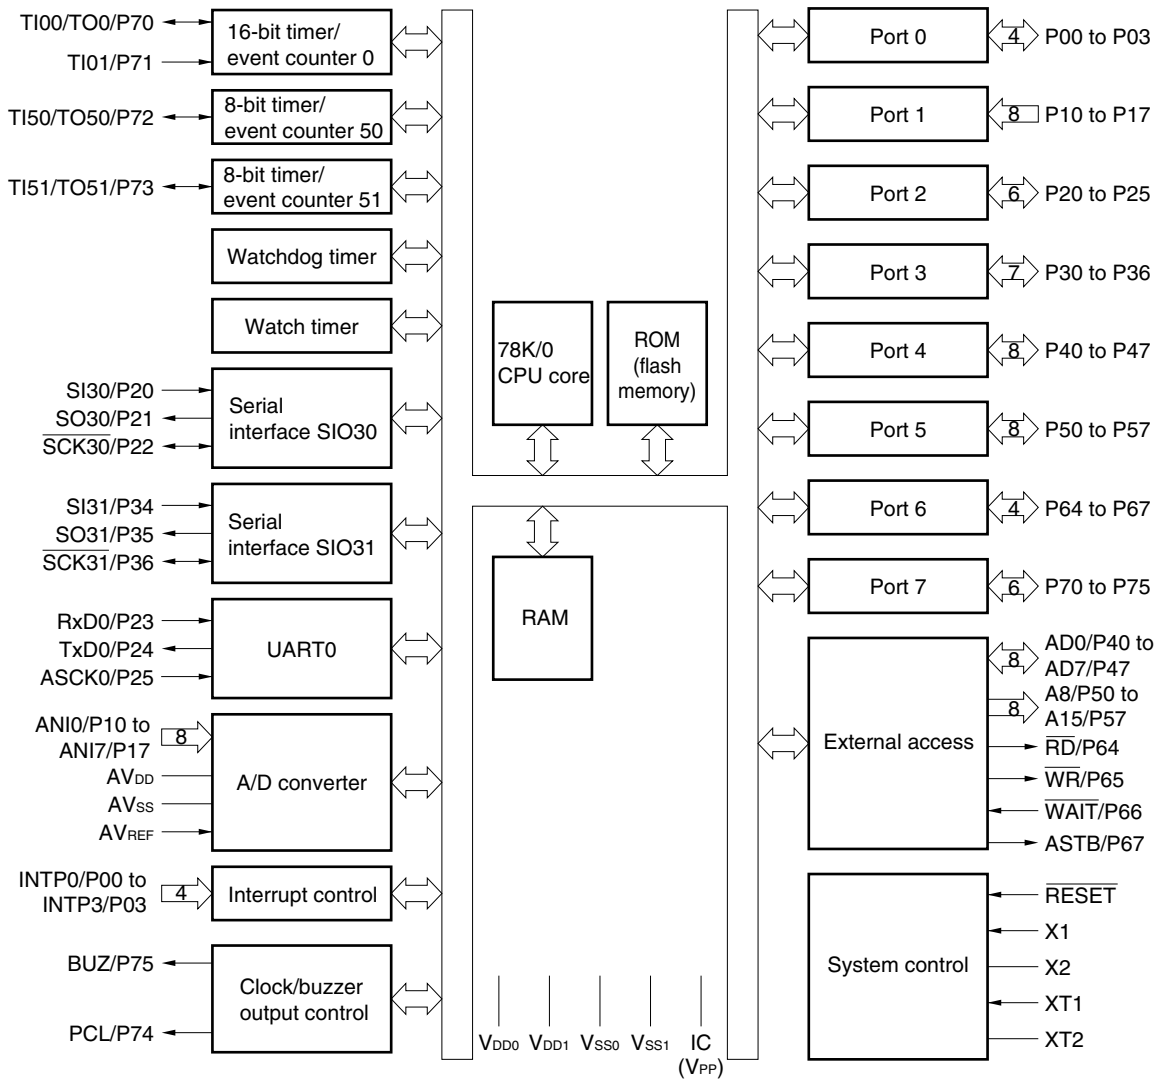 TI00/TO0/P70
TI01/P71
16-bit timer/
event counter 0
TI50/TO50/P72
8-bit timer/
event counter 50
TI51/TO51/P73
8-bit timer/
event counter 51
Watchdog timer
Watch timer
SI30/P20
SO30/P21
SCK30/P22
Serial
interface SIO30
SI31/P34
SO31/P35
SCK31/P36
Serial
interface SIO31
RxD0/P23
TxD0/P24
ASCK0/P25
UART0
ANI0/P10 to
ANI7/P17
8
AVDD
AVSS
AVREF
A/D converter
INTP0/P00 to
INTP3/P03
4
Interrupt control
BUZ/P75
PCL/P74
Clock/buzzer
output control
78K/0
CPU core
ROM
(flash
memory)
RAM
VDD0
VDD1
VSS0
VSS1
IC
(VPP)
Port 0
4
P00 to P03
Port 1
8
P10 to P17
Port 2
6
P20 to P25
Port 3
7
P30 to P36
Port 4
8
P40 to P47
Port 5
8
P50 to P57
Port 6
4
P64 to P67
Port 7
6
P70 to P75
External access
8
AD0/P40 to
AD7/P47
8
A8/P50 to
A15/P57
RD/P64
WR/P65
WAIT/P66
ASTB/P67
System control
RESET
X1
X2
XT1
XT2